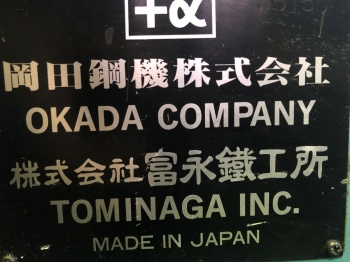 +α
岡田鋼機株式会社
OKADA COMPANY
株式会社富永鐵工所
TOMINAGA INC.
MADE IN JAPAN